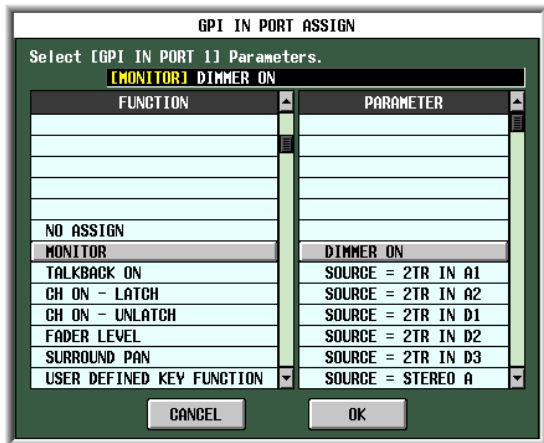 GPI IN PORT ASSIGN
Select [GPI IN PORT 1] Parameters.
[MONITOR] DIMMER ON
FUNCTION PARAMETER
NO ASSIGN
MONITOR DIMMER ON
TALKBACK ON SOURCE = 2TR IN A1
CH ON - LATCH SOURCE = 2TR IN A2
CH ON - UNLATCH SOURCE = 2TR IN D1
FADER LEVEL SOURCE = 2TR IN D2
SURROUND PAN SOURCE = 2TR IN D3
USER DEFINED KEY FUNCTION SOURCE = STEREO A
CANCEL OK